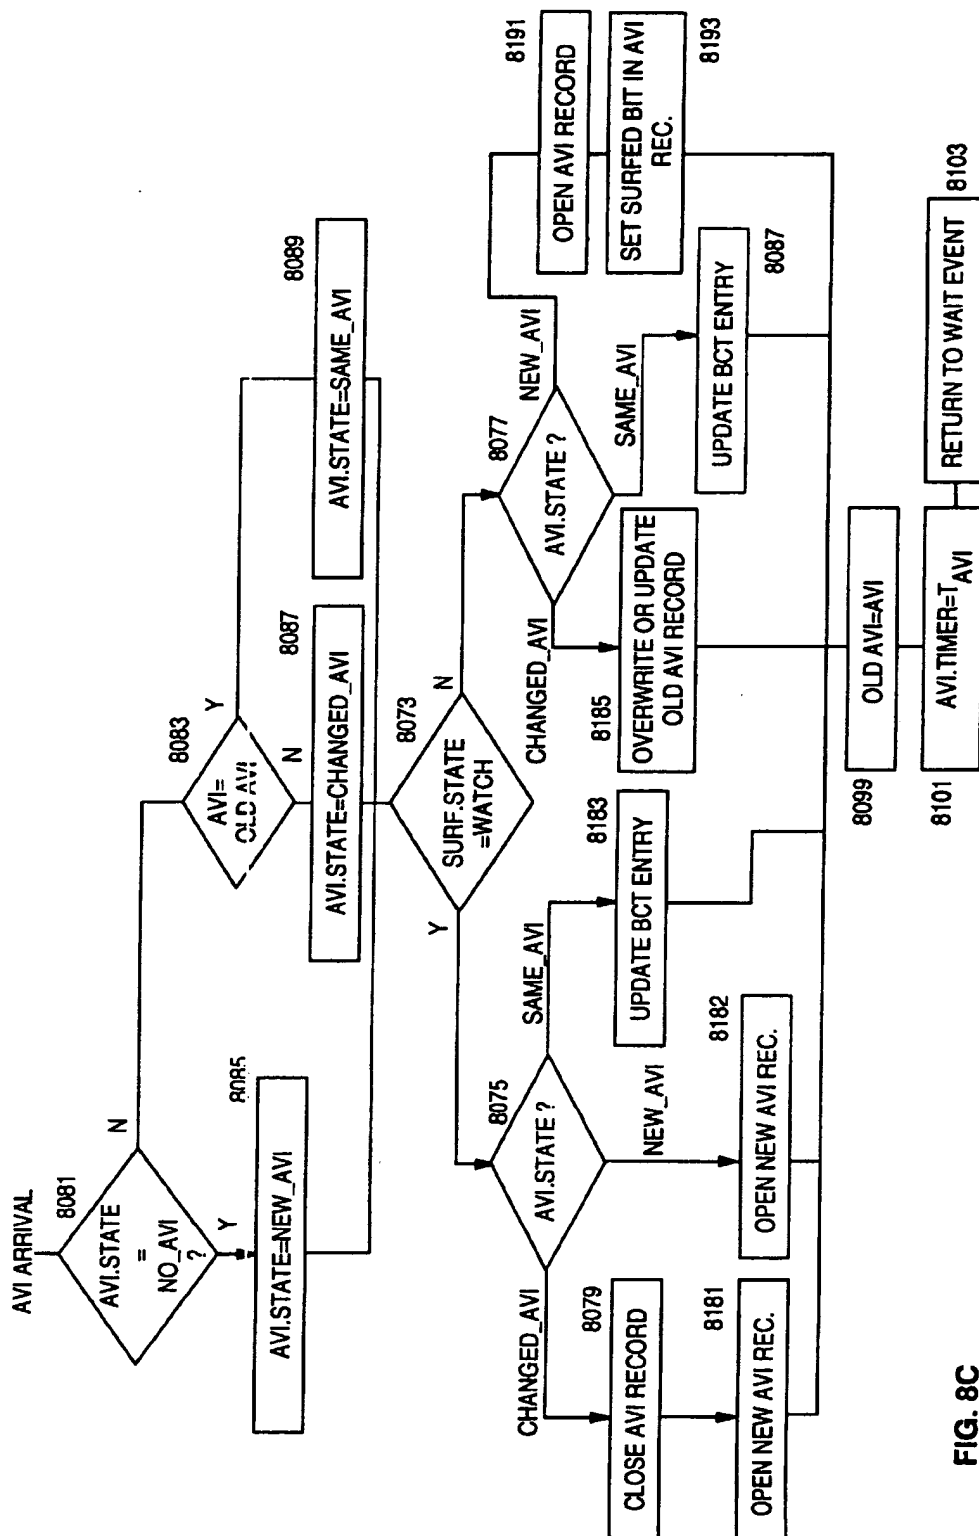 AVI ARRIVAL
8081
AVI.STATE
=
NO_AVI
?
N
Y
8085
AVI.STATE=NEW_AVI
8083
AVI=
OLD AVI
Y
N
8087
AVI.STATE=CHANGED_AVI
8089
AVI.STATE=SAME_AVI
8073
SURF.STATE
=WATCH
Y
N
8075
AVI.STATE ?
CHANGED_AVI
NEW_AVI
SAME_AVI
8079
CLOSE AVI RECORD
8181
OPEN NEW AVI REC.
8182
OPEN NEW AVI REC.
8183
UPDATE BCT ENTRY
8077
AVI.STATE ?
CHANGED_AVI
SAME_AVI
NEW_AVI
8185
OVERWRITE OR UPDATE
OLD AVI RECORD
UPDATE BCT ENTRY
8087
8191
OPEN AVI RECORD
8193
SET SURFED BIT IN AVI
REC.
8099
OLD AVI=AVI
8101
AVI.TIMER=TAVI
RETURN TO WAIT EVENT
8103
FIG. 8C